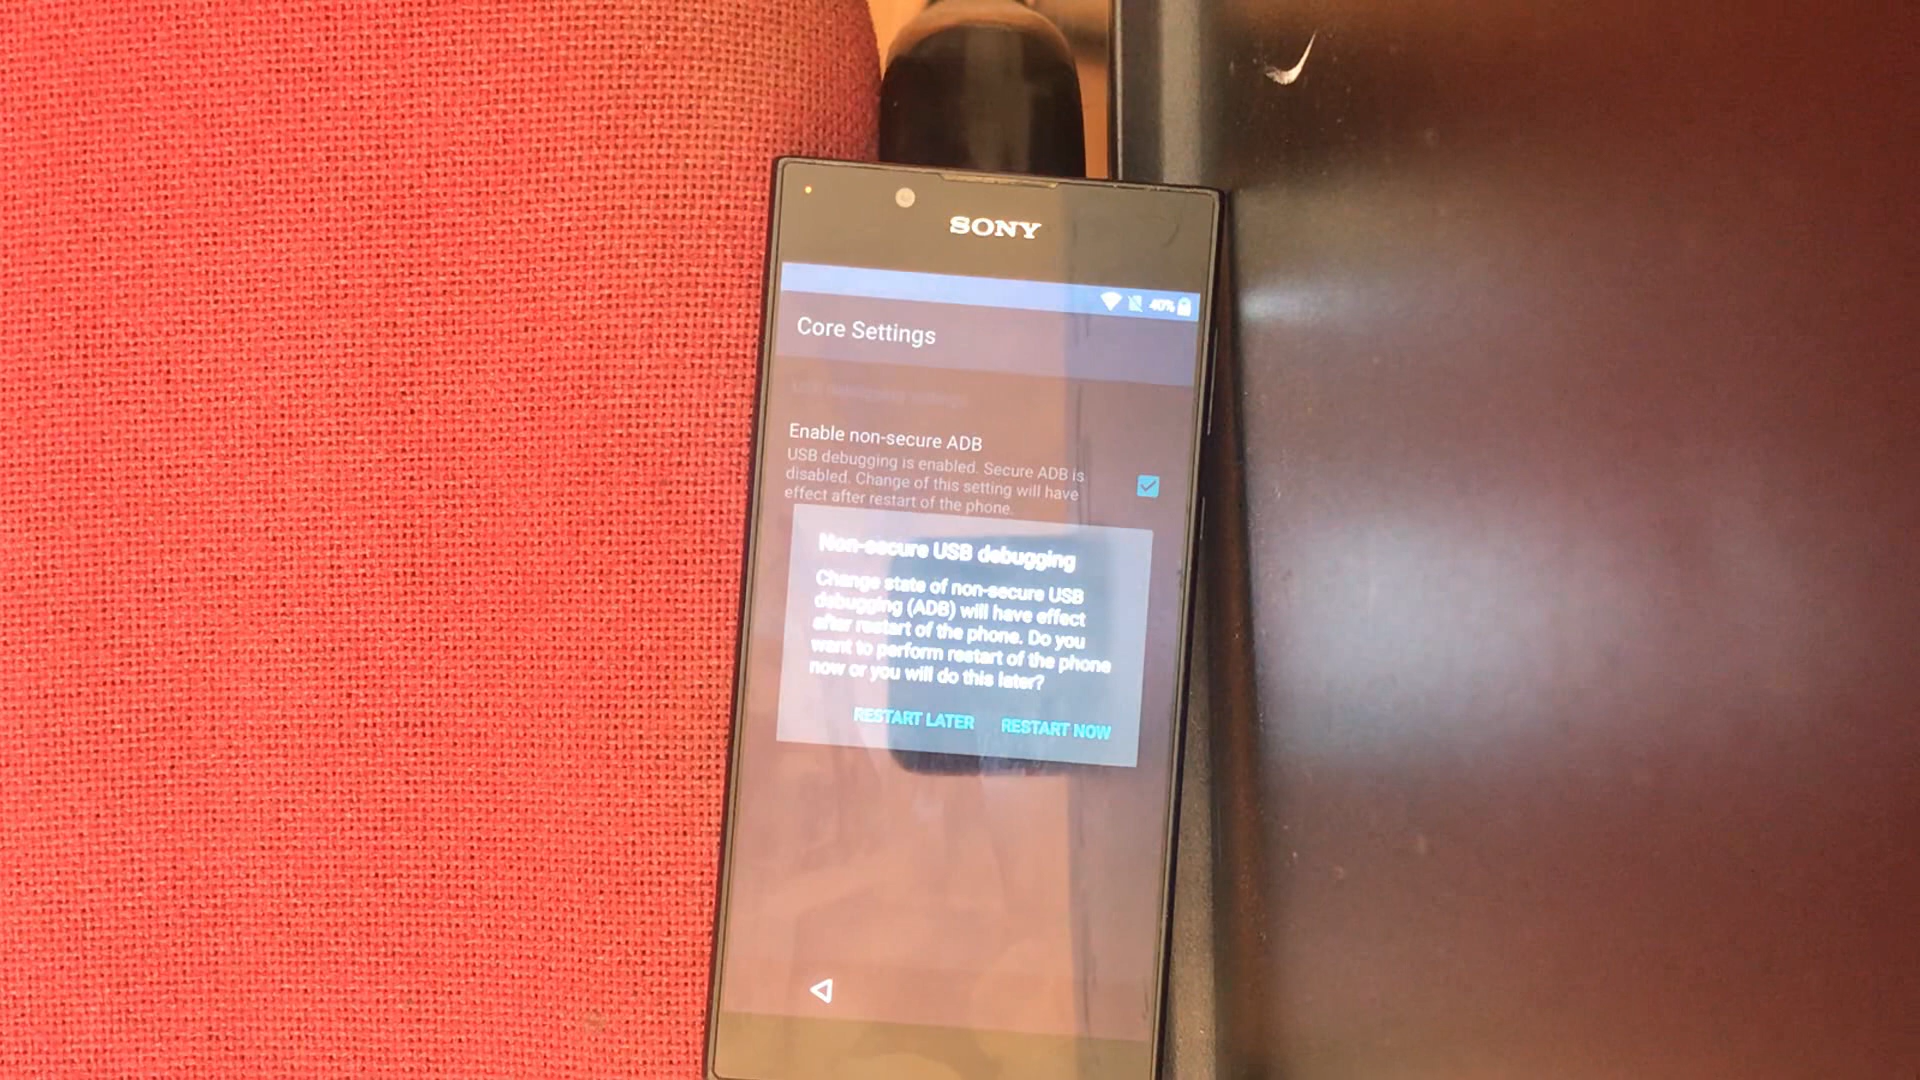 SONY
40%
Core Settings
Enable non-secure ADB
USB debugging is enabled. Secure ADB is
disabled. Change of this setting will have
effect after restart of the phone.
Non-secure USB debugging
Change state of non-secure USB
debugging (ADB) will have effect
after restart of the phone. Do you
want to perform restart of the phone
now or you will do this later?
RESTART LATER RESTART NOW